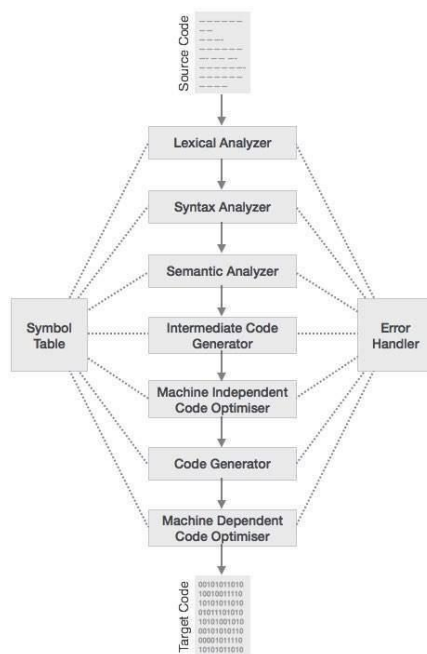 Source Code
Lexical Analyzer
Syntax Analyzer
Semantic Analyzer
Symbol
Table
Intermediate Code
Generator
Error
Handler
Machine Independent
Code Optimiser
Code Generator
Machine Dependent
Code Optimiser
Target Code
00101011010
10010011110
10101011010
01011101010
10101001010
00101010110
00001011110
10101011010